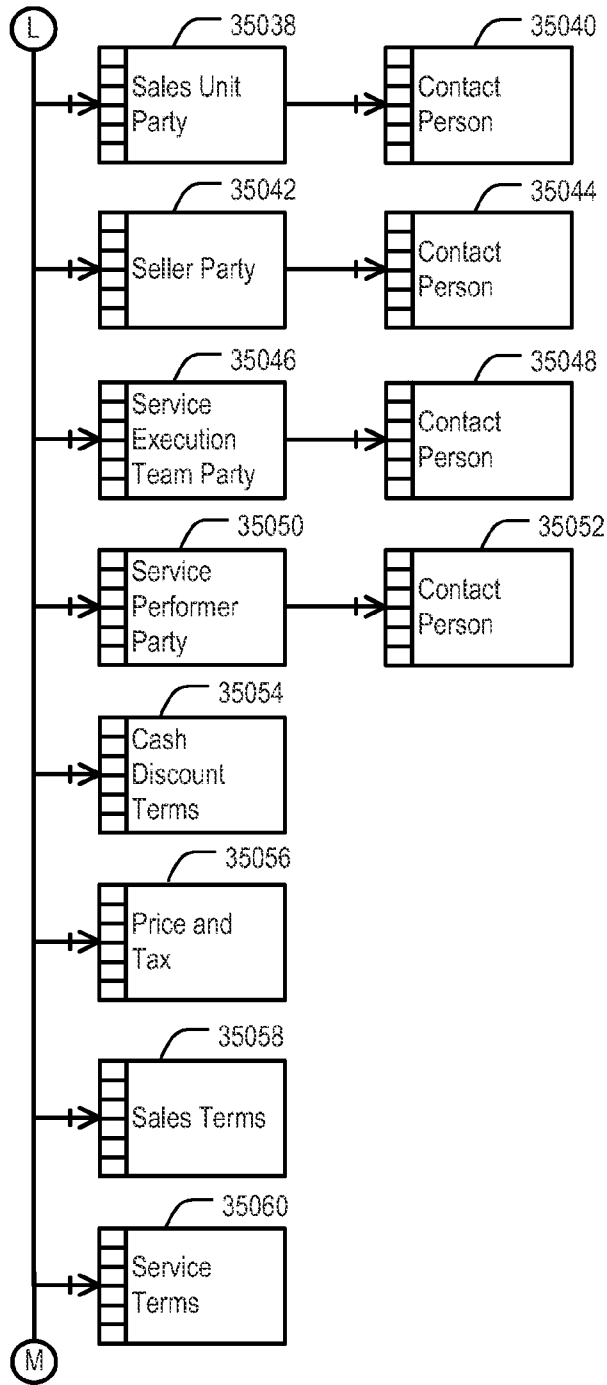 L
35038
35040
Sales Unit
Party
Contact
Person
35042
35044
Seller Party
Contact
Person
35046
35048
Service
Execution
Team Party
Contact
Person
35050
35052
Service
Performer
Party
Contact
Person
35054
Cash
Discount
Terms
35056
Price and
Tax
35058
Sales Terms
35060
Service
Terms
M